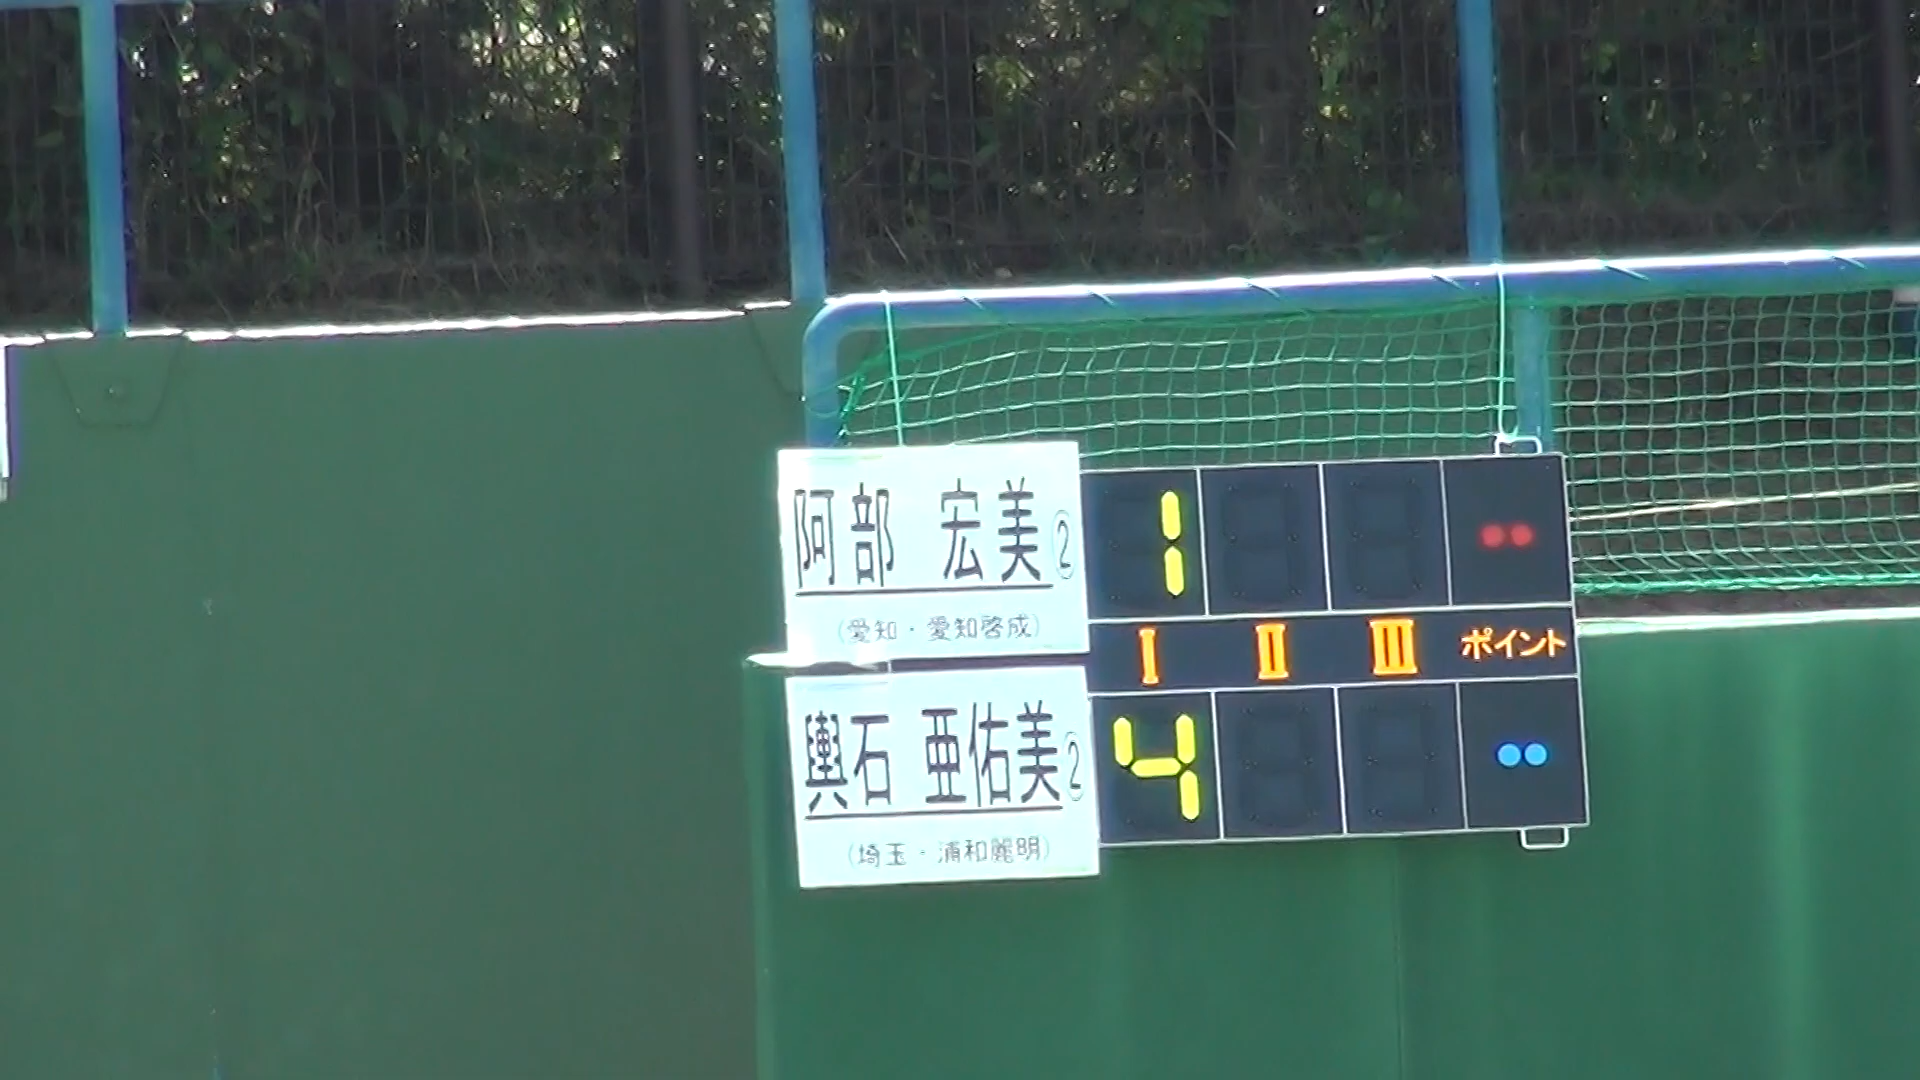 阿部 宏美② 1
(愛知・愛知啓成)
I II III ポイント
輿石 亜佑美② 4
(埼玉・浦和麗明)